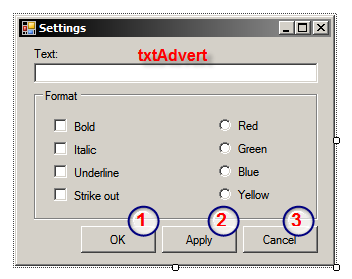 Settings
Text:
txtAdvert
Format
Bold
Red
Italic
Green
Underline
Blue
Strike out
Yellow
1 2 3
OK Apply Cancel